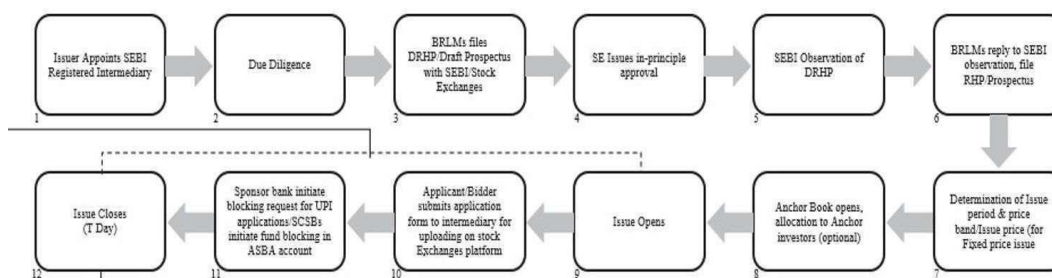 Issuer Appoints SEBI
Registered Intermediary
1
Due Diligence
2
BRLMs files
DRHP/Draft Prospectus
with SEBI/Stock
Exchanges
3
SE Issues in-principle
approval
4
SEBI Observation of
DRHP
5
BRLMs reply to SEBI
observation, file
RHP/Prospectus
6
Determination of Issue
period & price
band/Issue price (for
Fixed price issue
7
Anchor Book opens,
allocation to Anchor
investors (optional)
8
Issue Opens
9
Applicant/Bidder
submits application
form to intermediary for
uploading on stock
Exchanges platform
10
Sponsor bank initiate
blocking request for UPI
applications/SCSBs
initiate fund blocking in
ASBA account
11
Issue Closes
(T Day)
12